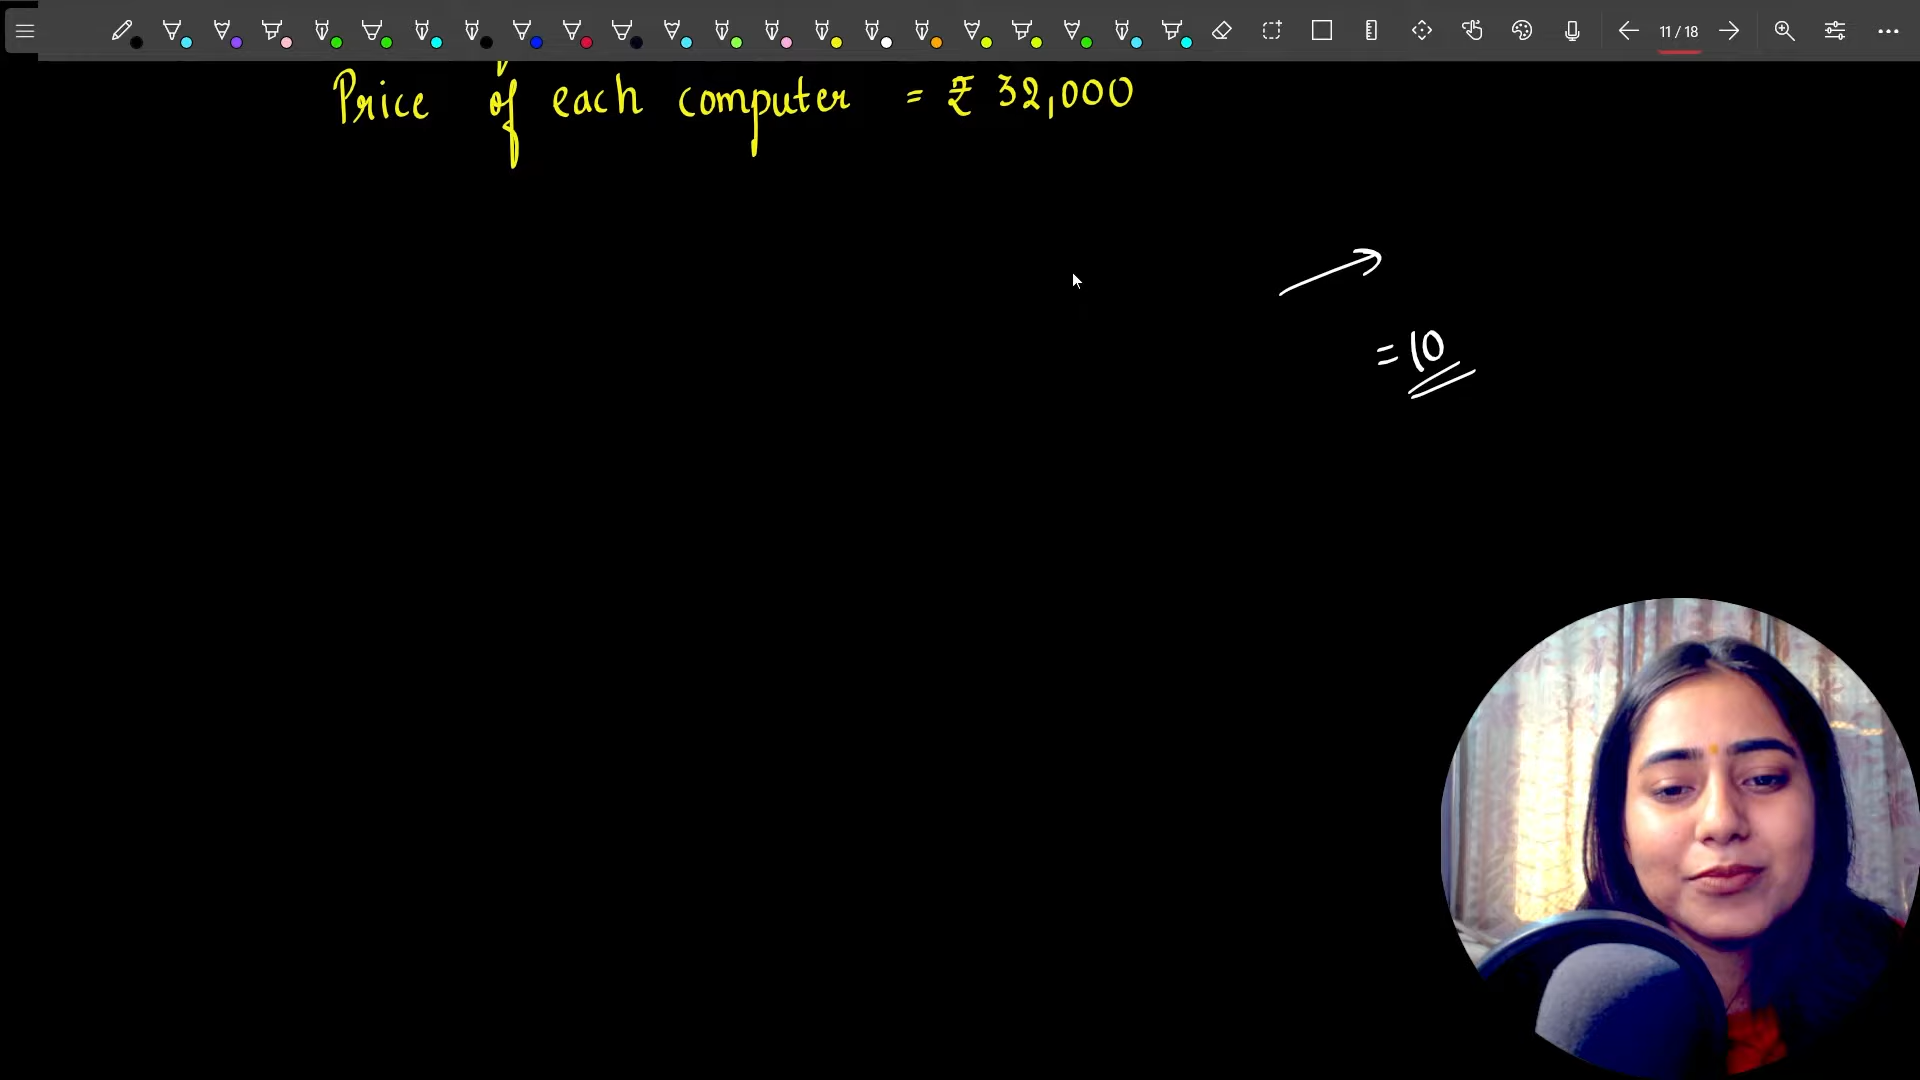 11 / 18
Price of each computer = ₹ 32,000
= 10